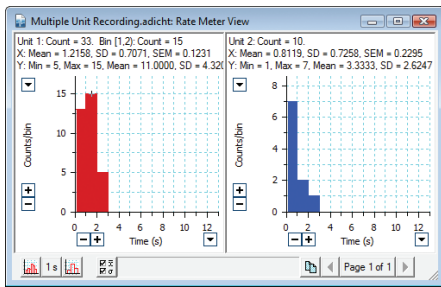 Multiple Unit Recording.adicht: Rate Meter View
Unit 1: Count = 33. Bin [1,2): Count = 15
X: Mean = 1.2158, SD = 0.7071, SEM = 0.1231
Y: Min = 5, Max = 15, Mean = 11.0000, SD = 4.320
15
10
5
0
Counts/bin
0 2 4 6 8 10 12
Time (s)
Unit 2: Count = 10.
X: Mean = 0.8119, SD = 0.7258, SEM = 0.2295
Y: Min = 1, Max = 7, Mean = 3.3333, SD = 2.6247
8
6
4
2
0
Counts/bin
0 2 4 6 8 10 12
Time (s)
1 s
Page 1 of 1